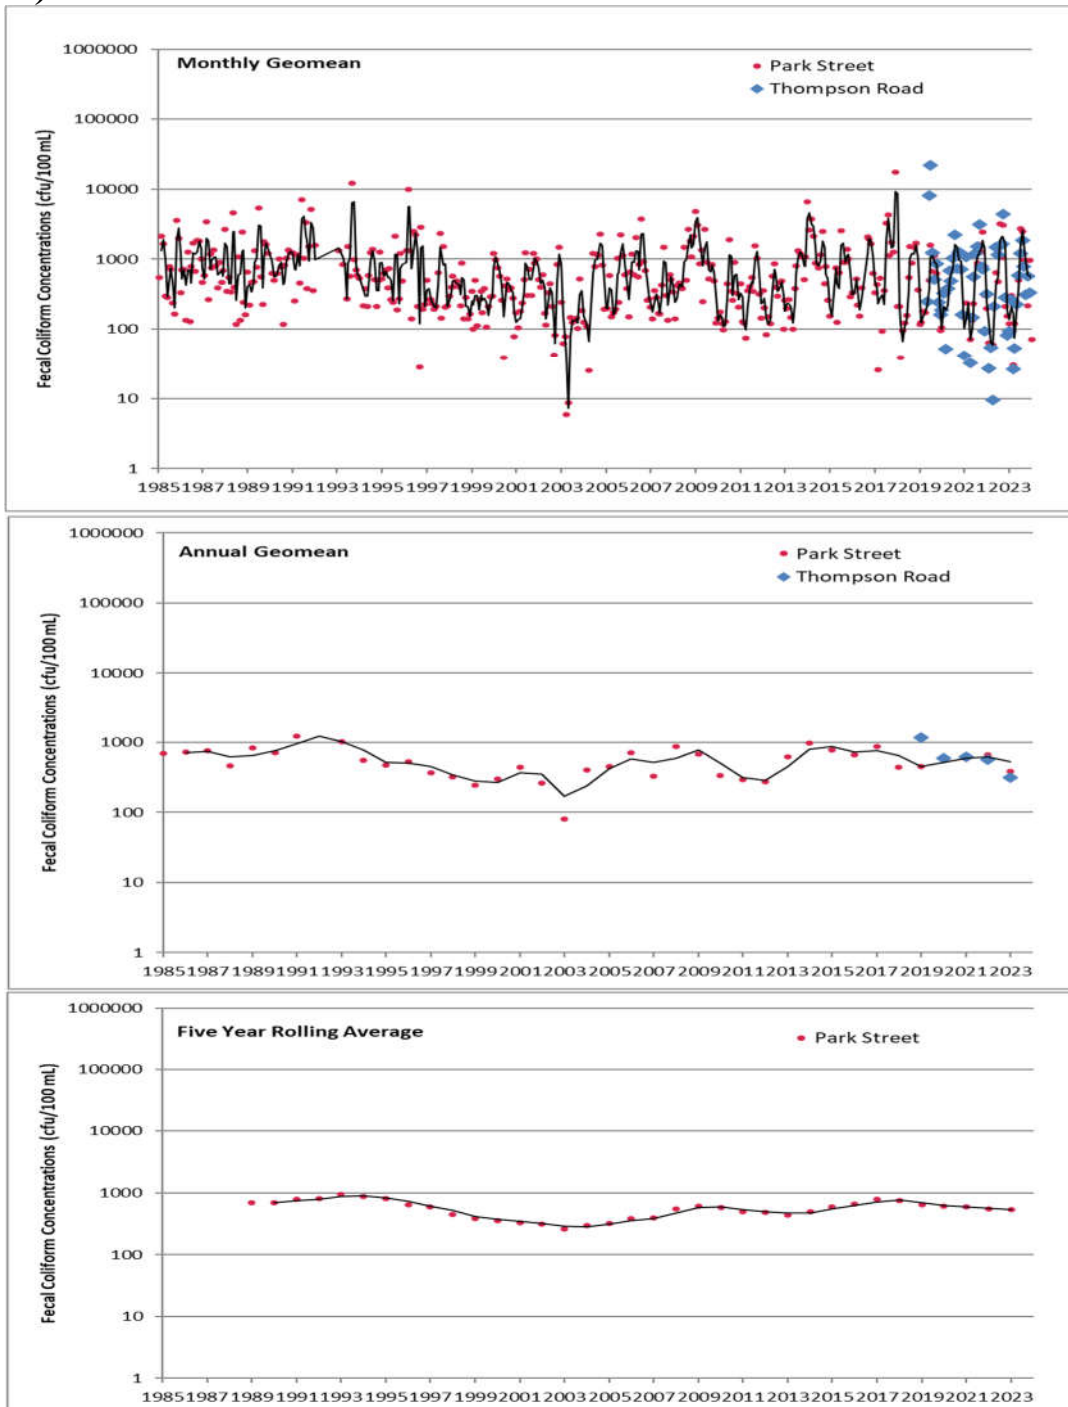 )
Monthly Geomean
Park Street
Thompson Road
Fecal Coliform Concentrations (cfu/100 mL)
1000000
100000
10000
1000
100
10
1
1985 1987 1989 1991 1993 1995 1997 1999 2001 2003 2005 2007 2009 2011 2013 2015 2017 2019 2021 2023
Annual Geomean
Park Street
Thompson Road
Fecal Coliform Concentrations (cfu/100 mL)
1000000
100000
10000
1000
100
10
1
1985 1987 1989 1991 1993 1995 1997 1999 2001 2003 2005 2007 2009 2011 2013 2015 2017 2019 2021 2023
Five Year Rolling Average
Park Street
Fecal Coliform Concentrations (cfu/100 mL)
1000000
100000
10000
1000
100
10
1
1985 1987 1989 1991 1993 1995 1997 1999 2001 2003 2005 2007 2009 2011 2013 2015 2017 2019 2021 2023